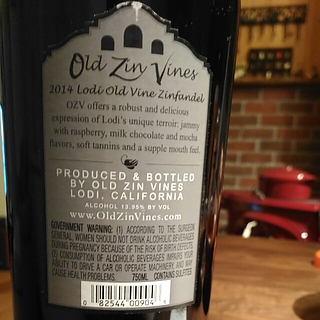 Old Zin Vines
2014 Lodi Old Vine Zinfandel
OZV offers a robust and delicious
expression of Lodi's unique terroir: jammy
with raspberry, milk chocolate and mocha
flavors, soft tannins and a supple mouth feel.
PRODUCED & BOTTLED
BY OLD ZIN VINES
LODI, CALIFORNIA
ALCOHOL 13.95% BY VOL
www.OldZinVines.com
GOVERNMENT WARNING: (1) ACCORDING TO THE SURGEON
GENERAL, WOMEN SHOULD NOT DRINK ALCOHOLIC BEVERAGES
DURING PREGNANCY BECAUSE OF THE RISK OF BIRTH DEFECTS.
(2) CONSUMPTION OF ALCOHOLIC BEVERAGES IMPAIRS YOUR
ABILITY TO DRIVE A CAR OR OPERATE MACHINERY, AND MAY
CAUSE HEALTH PROBLEMS. 750ML CONTAINS SULFITES
0 82544 00904